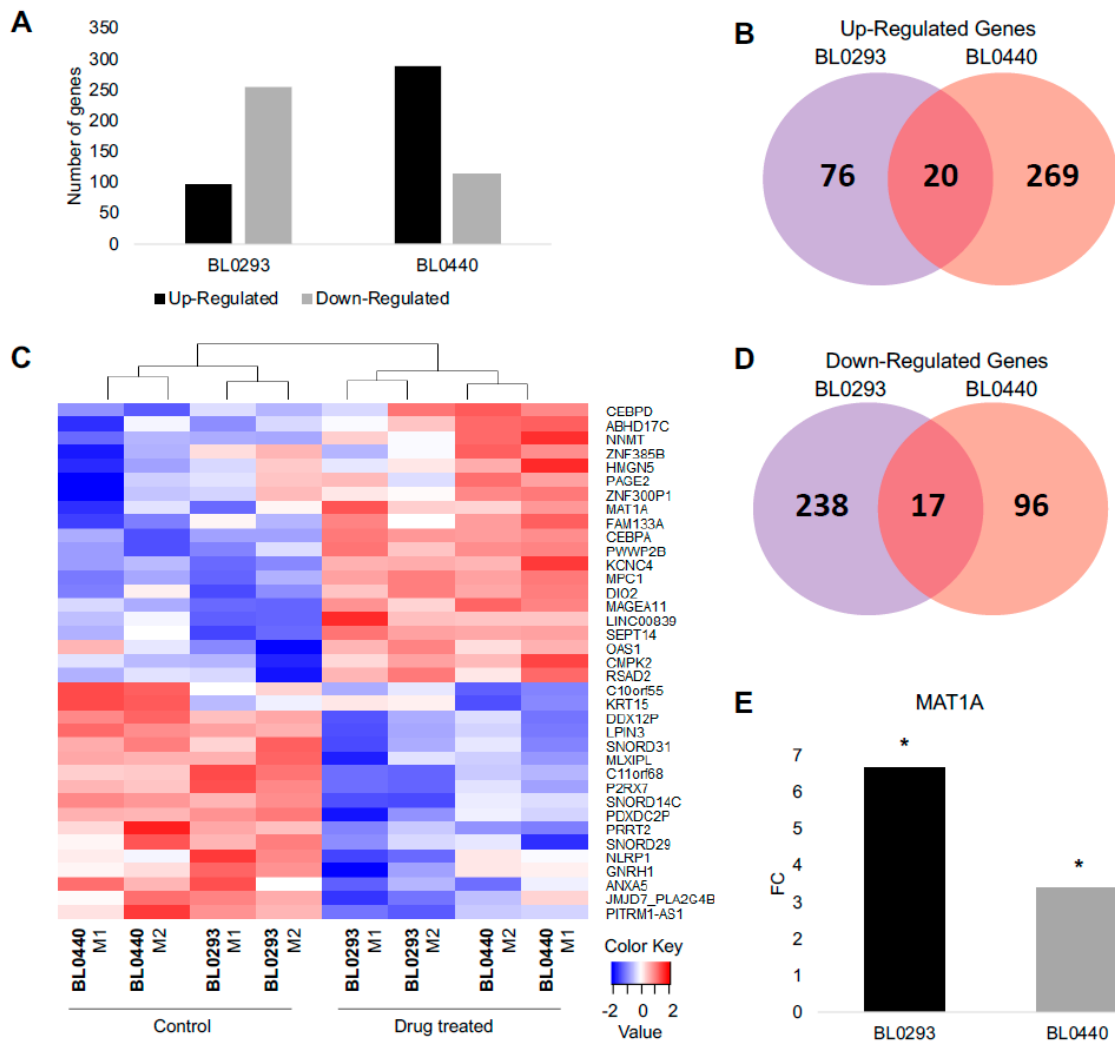 A
350
300
250
200
150
100
50
0
Number of genes
BL0293
BL0440
Up-Regulated
Down-Regulated
B
Up-Regulated Genes
BL0293
BL0440
76
20
269
C
CEBPD
ABHD17C
NNMT
ZNF385B
HMGN5
PAGE2
ZNF300P1
MAT1A
FAM133A
CEBPA
PWWP2B
KCNC4
MPC1
DIO2
MAGEA11
LINC00839
SEPT14
OAS1
CMPK2
RSAD2
C10orf55
KRT15
DDX12P
LPIN3
SNORD31
MLXIPL
C11orf68
P2RX7
SNORD14C
PDXDC2P
PRRT2
SNORD29
NLRP1
GNRH1
ANXA5
JMJD7_PLA2G4B
PITRM1-AS1
BL0440 M1
BL0440 M2
BL0293 M1
BL0293 M2
BL0293 M1
BL0293 M2
BL0440 M2
BL0440 M1
Control
Drug treated
Color Key
-2 0 2
Value
D
Down-Regulated Genes
BL0293
BL0440
238
17
96
E
MAT1A
7
6
5
4
3
2
1
0
FC
*
*
BL0293
BL0440